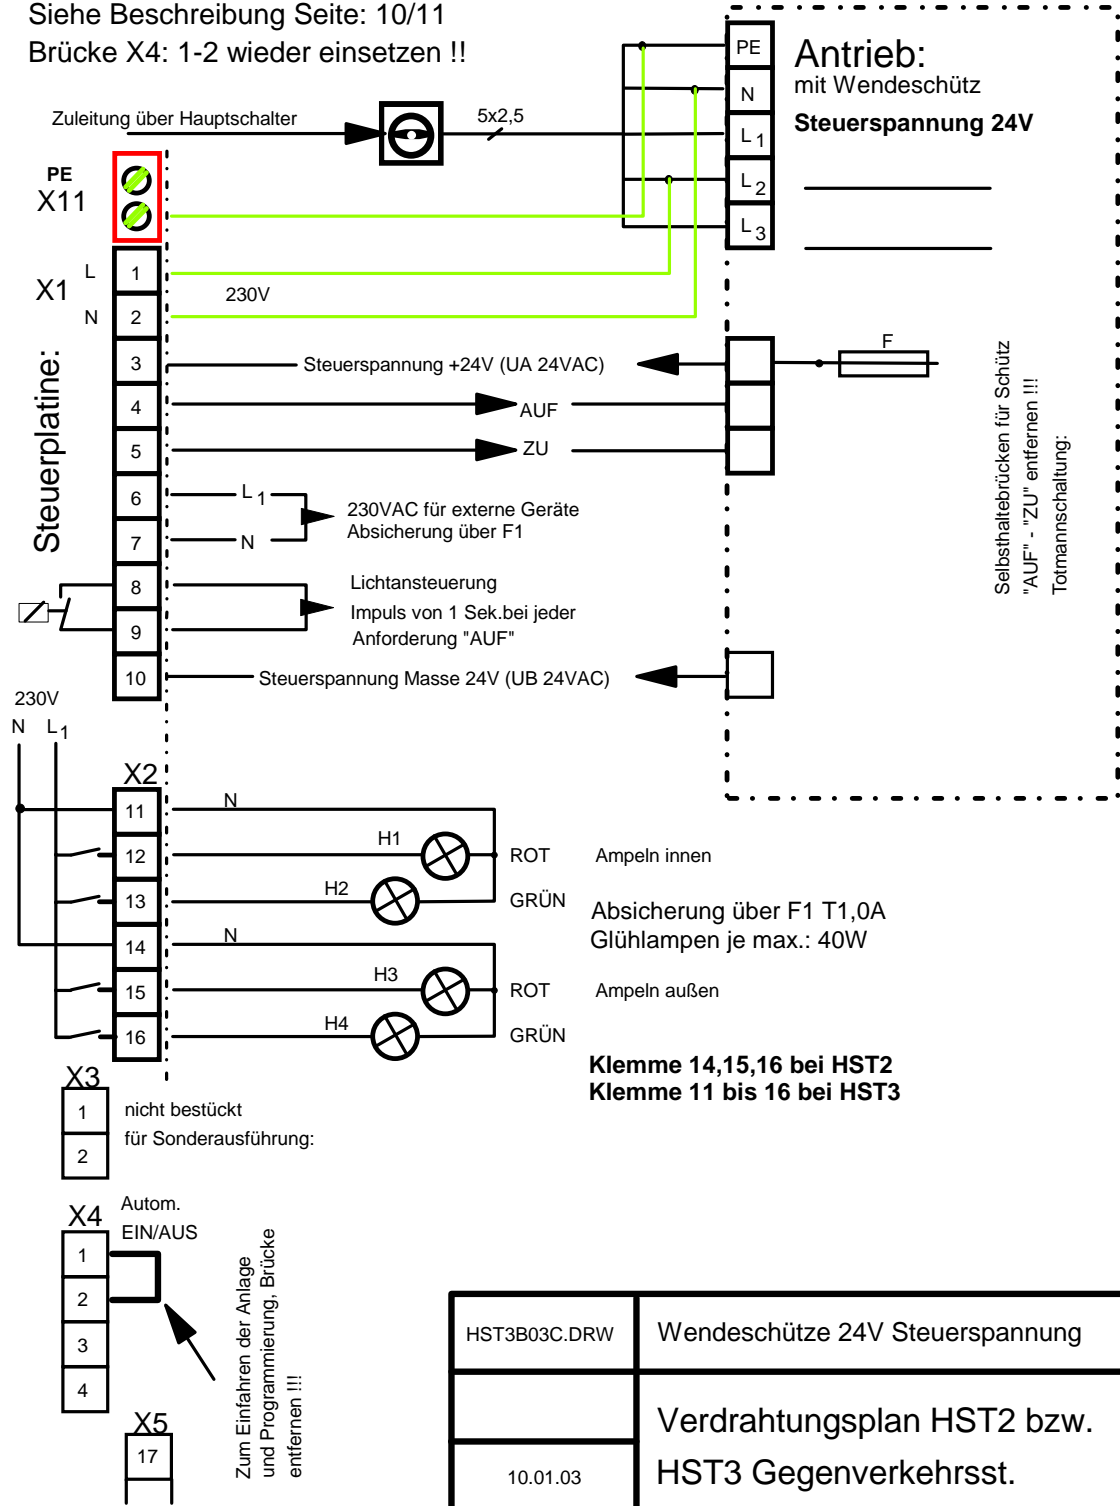 Siehe Beschreibung Seite: 10/11
Brücke X4: 1-2 wieder einsetzen !!
Zuleitung über Hauptschalter
5x2,5
PE
N
L1
L2
L3
Antrieb:
mit Wendeschütz
Steuerspannung 24V
PE
X11
X1
L
N
230V
Steuerplatine:
1
2
3
4
5
6
7
8
9
10
Steuerspannung +24V (UA 24VAC)
AUF
ZU
F
L1
N
230VAC für externe Geräte
Absicherung über F1
Lichtansteuerung
Impuls von 1 Sek.bei jeder
Anforderung "AUF"
Steuerspannung Masse 24V (UB 24VAC)
Selbsthaltebrücken für Schütz
"AUF" - "ZU" entfernen !!!
Totmannschaltung:
230V
N L1
X2
11
12
13
14
15
16
N
H1
ROT
Ampeln innen
H2
GRÜN
Absicherung über F1 T1,0A
Glühlampen je max.: 40W
N
H3
ROT
Ampeln außen
H4
GRÜN
Klemme 14,15,16 bei HST2
Klemme 11 bis 16 bei HST3
X3
1
2
nicht bestückt
für Sonderausführung:
X4
1
2
3
4
Autom.
EIN/AUS
Zum Einfahren der Anlage
und Programmierung, Brücke
entfernen !!!
X5
17
HST3B03C.DRW
Wendeschütze 24V Steuerspannung
10.01.03
Verdrahtungsplan HST2 bzw.
HST3 Gegenverkehrsst.